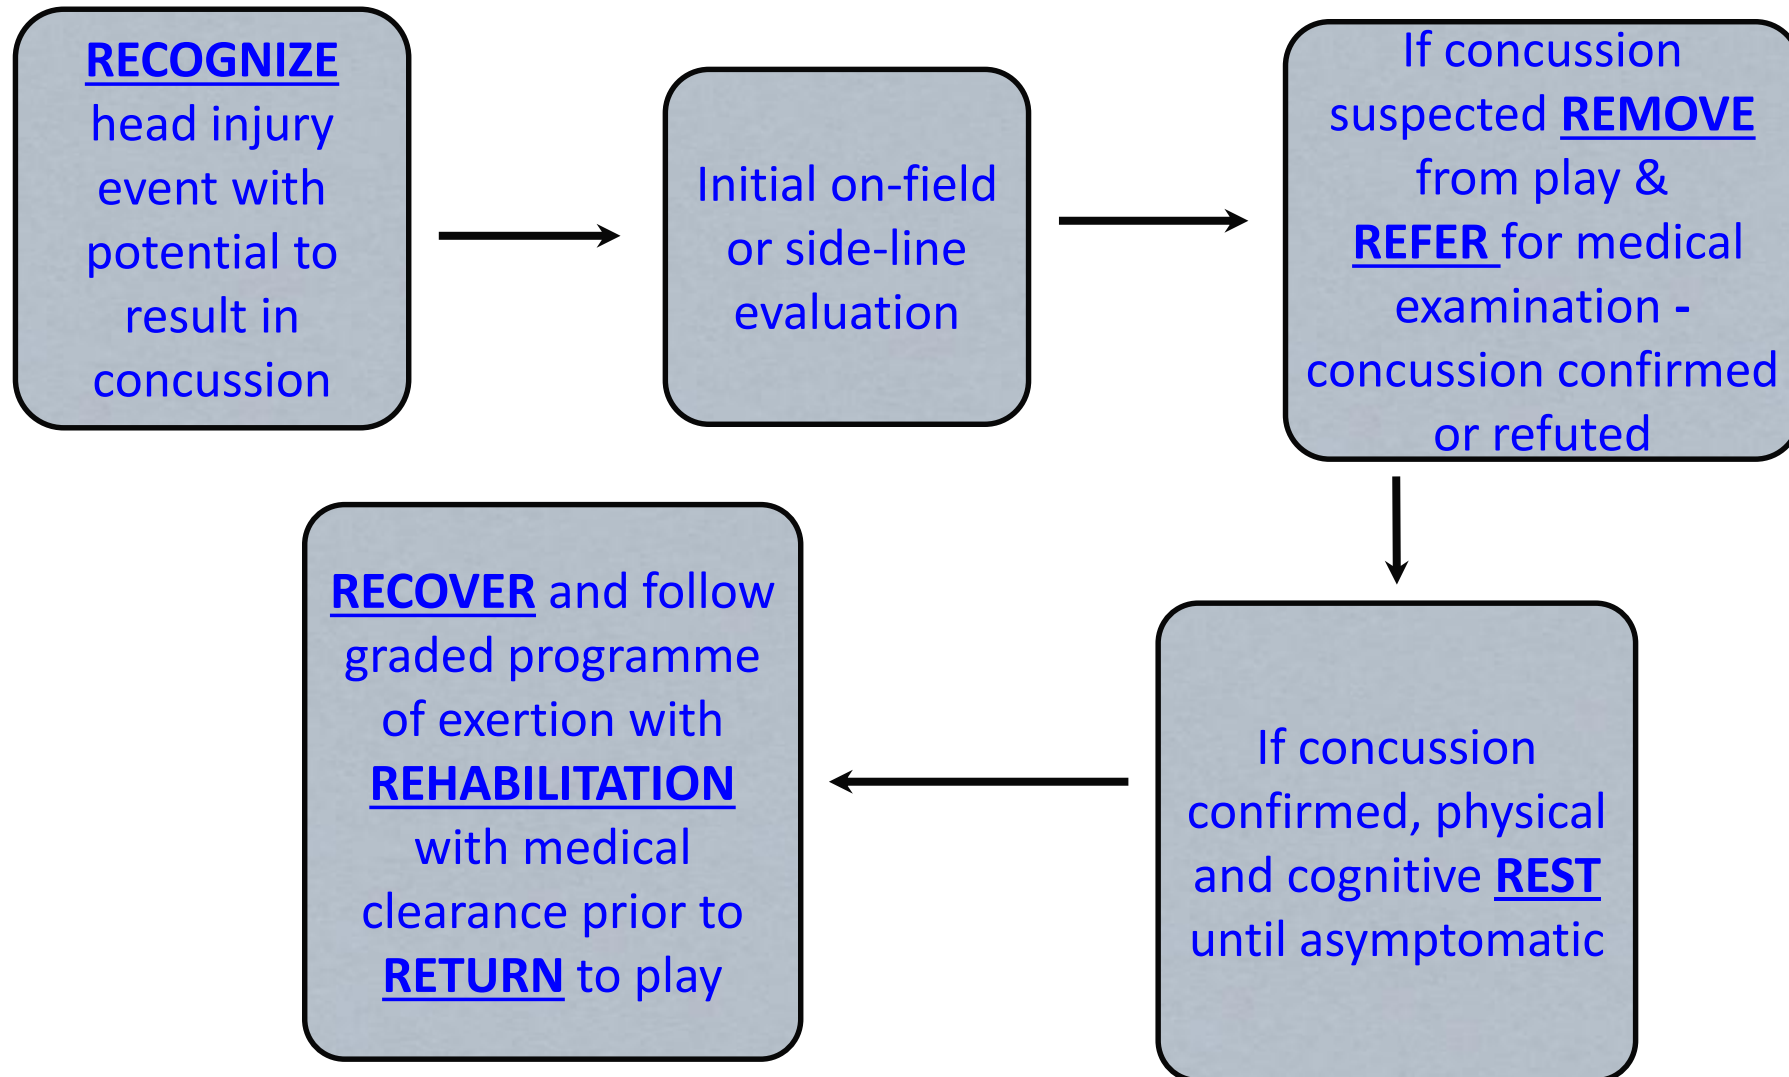 RECOGNIZE
head injury
event with
potential to
result in
concussion
Initial on-field
or side-line
evaluation
If concussion
suspected REMOVE
from play &
REFER for medical
examination -
concussion confirmed
or refuted
If concussion
confirmed, physical
and cognitive REST
until asymptomatic
RECOVER and follow
graded programme
of exertion with
REHABILITATION
with medical
clearance prior to
RETURN to play